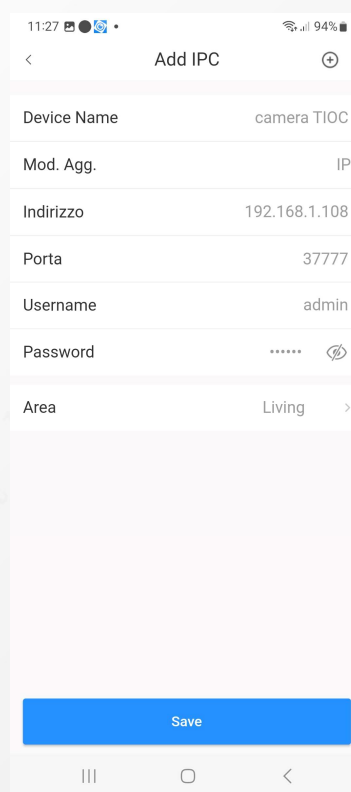 11:27 94%
Add IPC
Device Name camera TIOC
Mod. Agg. IP
Indirizzo 192.168.1.108
Porta 37777
Username admin
Password ••••••
Area Living
Save